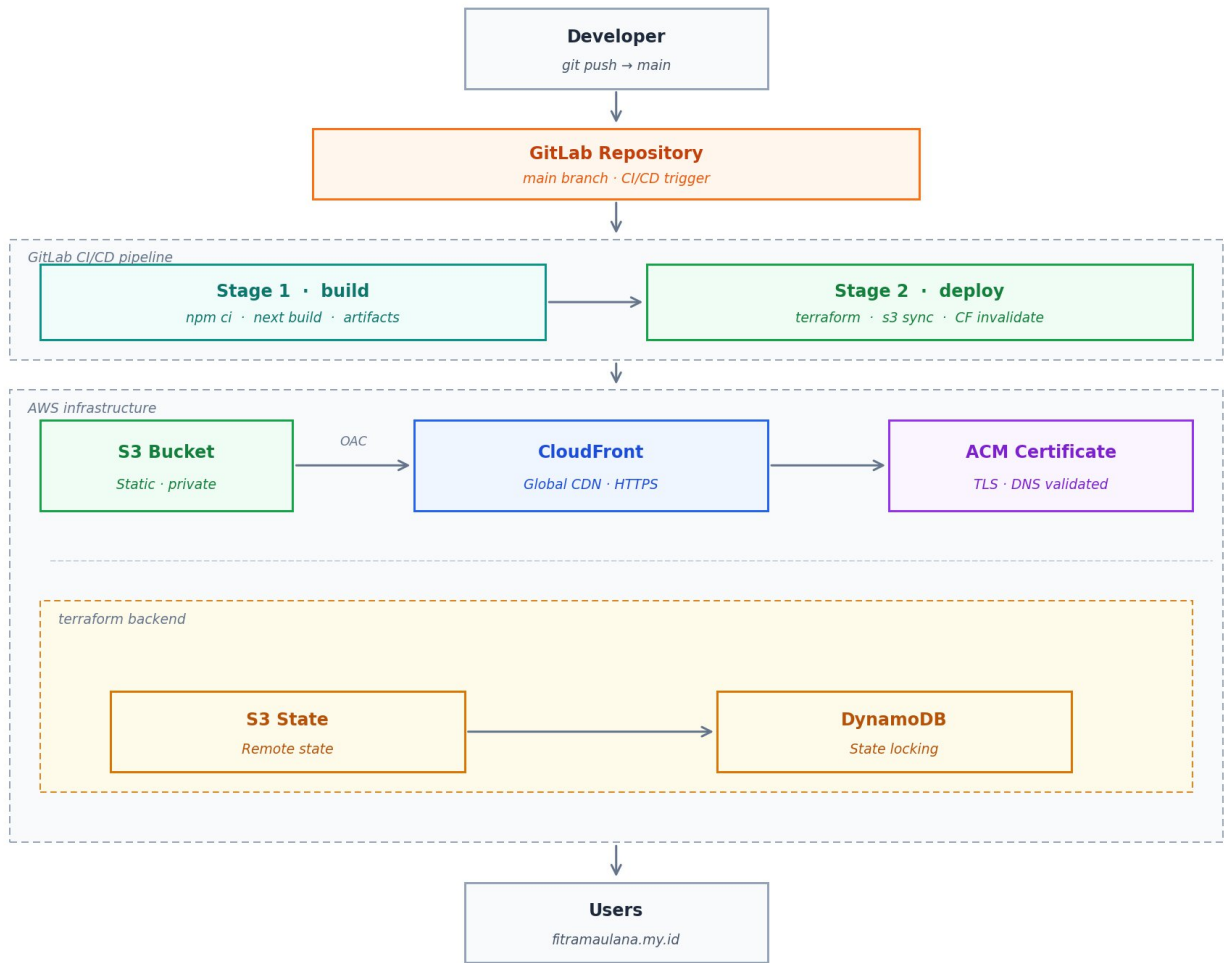 Developer
git push → main
GitLab Repository
main branch · CI/CD trigger
GitLab CI/CD pipeline
Stage 1 · build
npm ci · next build · artifacts
Stage 2 · deploy
terraform · s3 sync · CF invalidate
AWS infrastructure
S3 Bucket
Static · private
OAC
CloudFront
Global CDN · HTTPS
ACM Certificate
TLS · DNS validated
terraform backend
S3 State
Remote state
DynamoDB
State locking
Users
fitramaulana.my.id